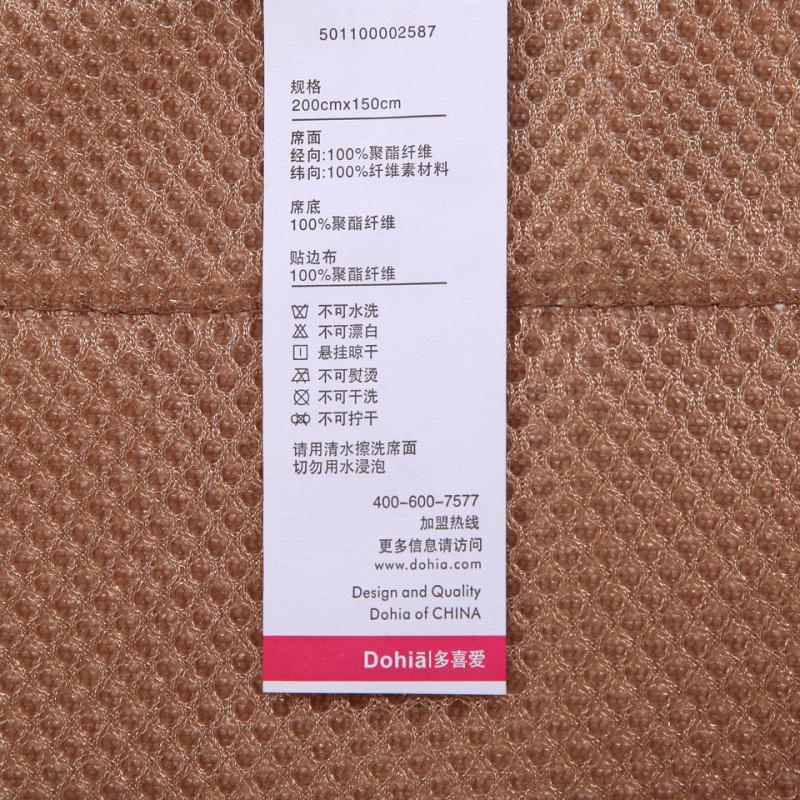 501100002587
规格
200cmx150cm
席面
经向:100%聚酯纤维
纬向:100%纤维素材料
席底
100%聚酯纤维
贴边布
100%聚酯纤维
不可水洗
不可漂白
悬挂晾干
不可熨烫
不可干洗
不可拧干
请用清水擦洗席面
切勿用水浸泡
400-600-7577
加盟热线
更多信息请访问
www.dohia.com
Design and Quality
Dohia of CHINA
Dohiā|多喜爱